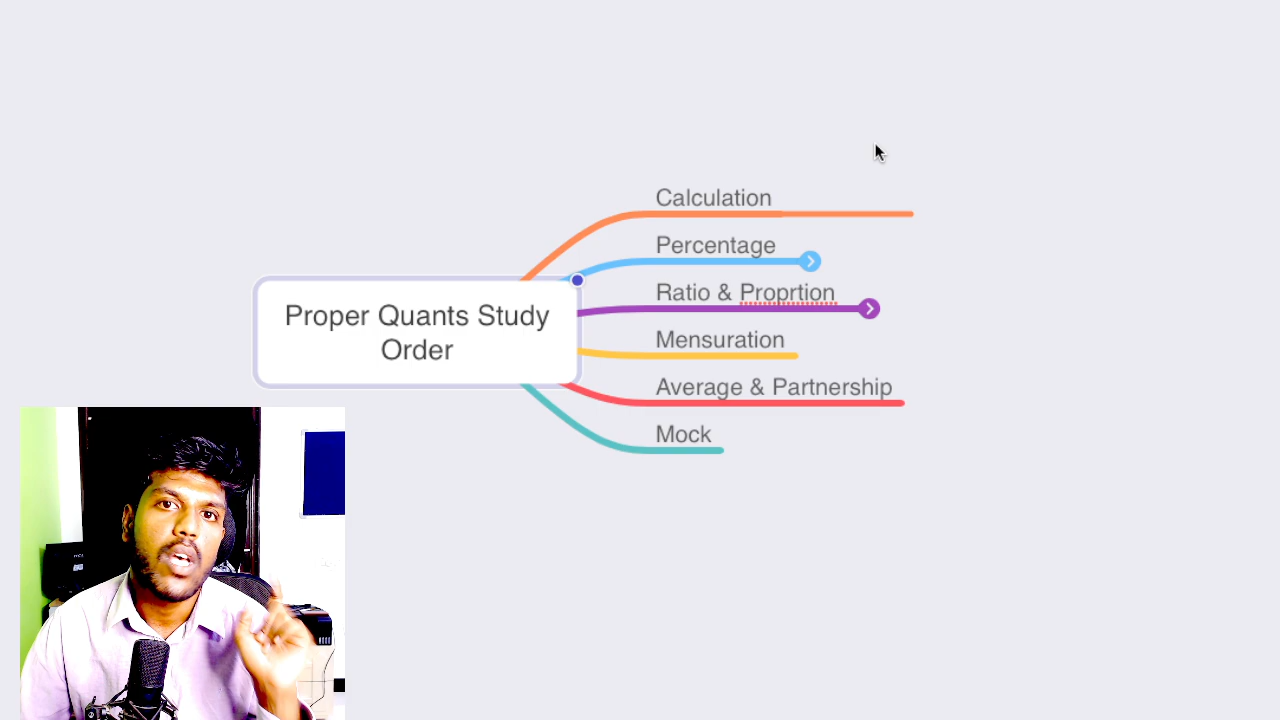 Calculation
Percentage
Ratio & Proprtion
Proper Quants Study
Order
Mensuration
Average & Partnership
Mock